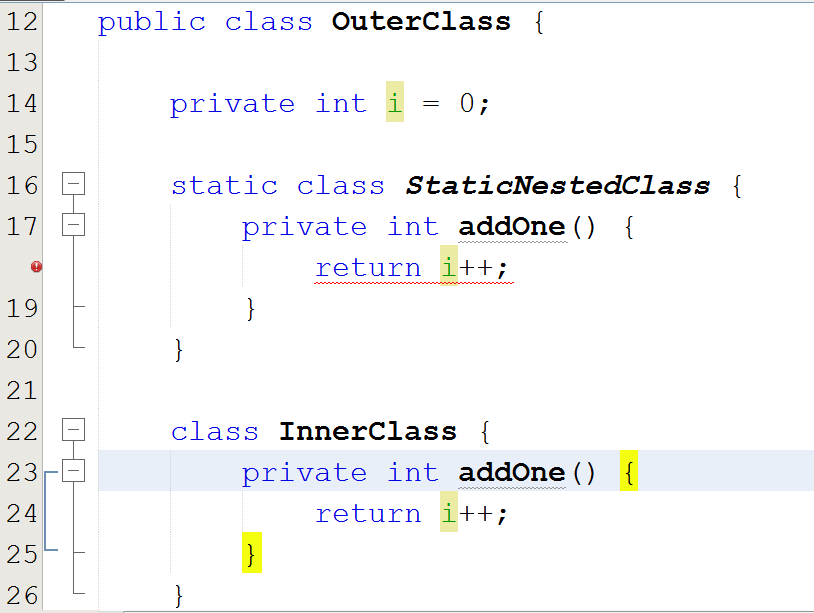 12 public class OuterClass {
13
14 private int i = 0;
15
16 static class StaticNestedClass {
17 private int addOne() {
return i++;
19 }
20 }
21
22 class InnerClass {
23 private int addOne() {
24 return i++;
25 }
26 }